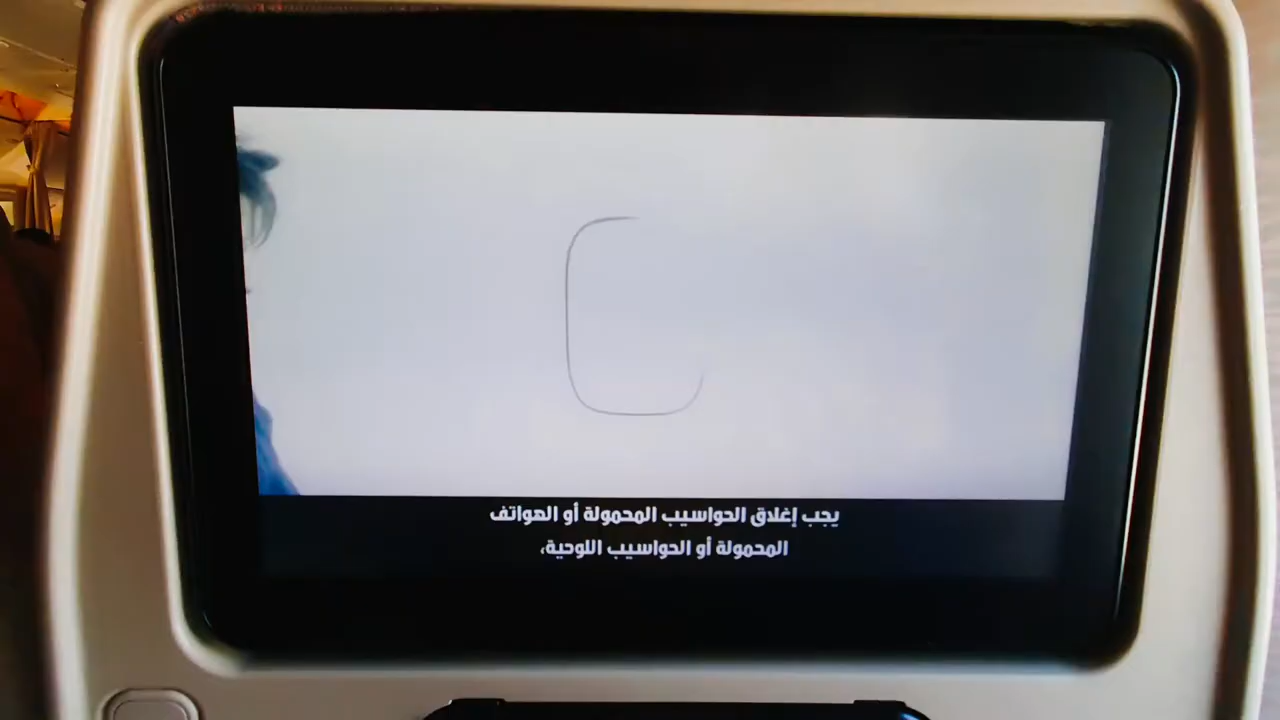 يجب إغلاق الحواسيب المحمولة أو الهواتف
المحمولة أو الحواسيب اللوحية،